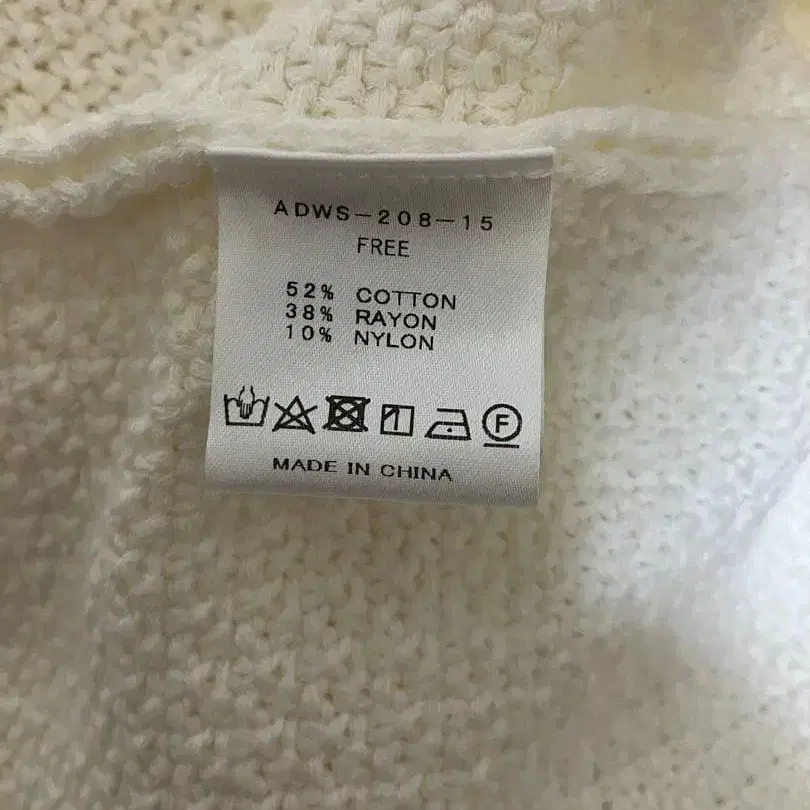 ADWS-208-15
FREE
52% COTTON
38% RAYON
10% NYLON
F
MADE IN CHINA